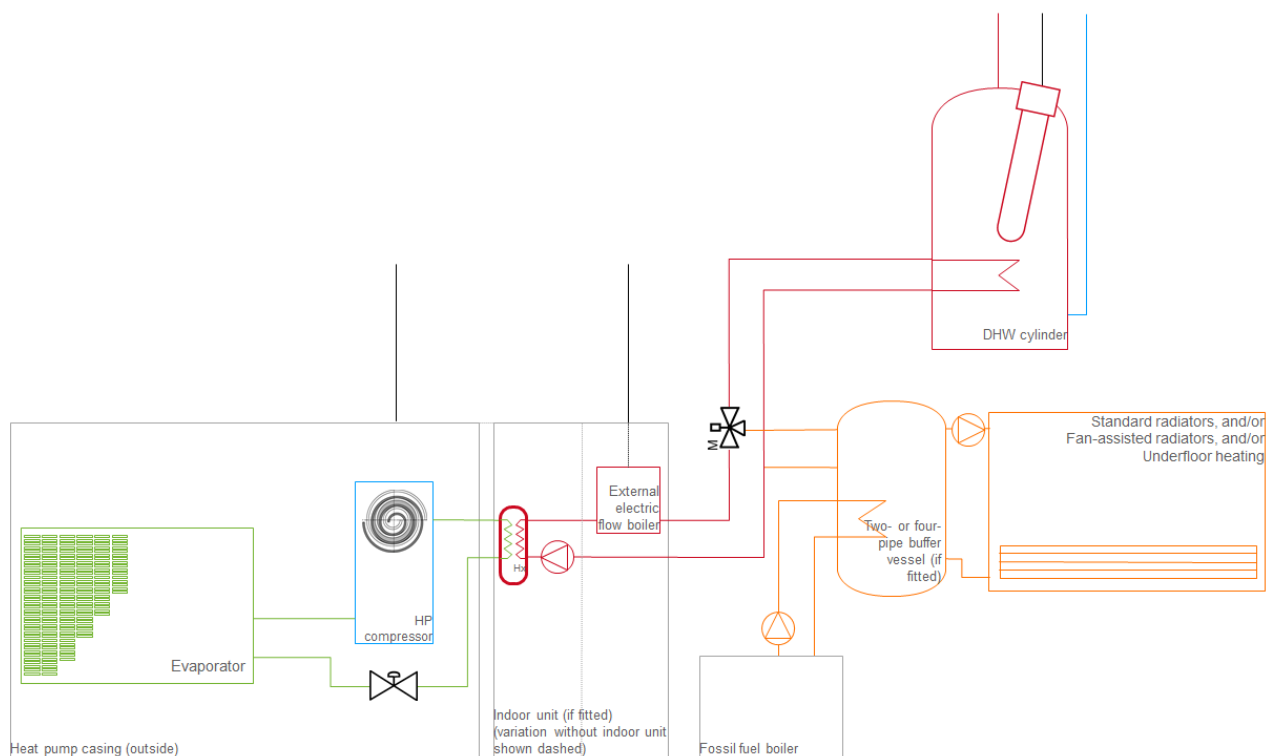 DHW cylinder
Standard radiators, and/or
Fan-assisted radiators, and/or
Underfloor heating
M
External
electric
flow boiler
Two- or four-
pipe buffer
vessel (if
fitted)
Hx
HP
compressor
Evaporator
Indoor unit (if fitted)
(variation without indoor unit
shown dashed)
Heat pump casing (outside)
Fossil fuel boiler